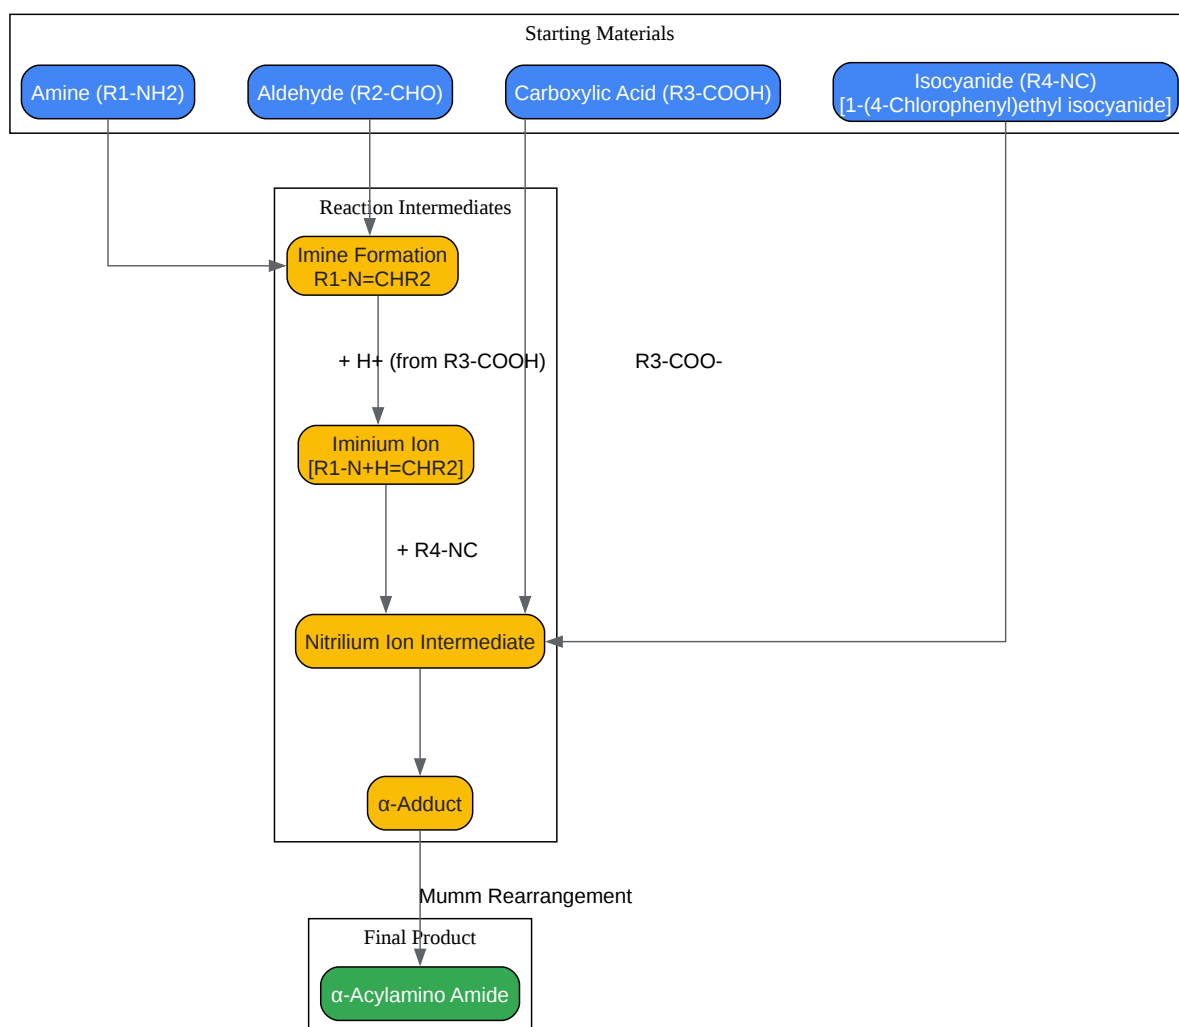 Starting Materials
Amine (R1-NH2)
Aldehyde (R2-CHO)
Carboxylic Acid (R3-COOH)
Isocyanide (R4-NC)
[1-(4-Chlorophenyl)ethyl isocyanide]
Reaction Intermediates
Imine Formation
R1-N=CHR2
+ H+ (from R3-COOH)
R3-COO-
Iminium Ion
[R1-N+H=CHR2]
+ R4-NC
Nitrilium Ion Intermediate
α-Adduct
Mumm Rearrangement
Final Product
α-Acylamino Amide